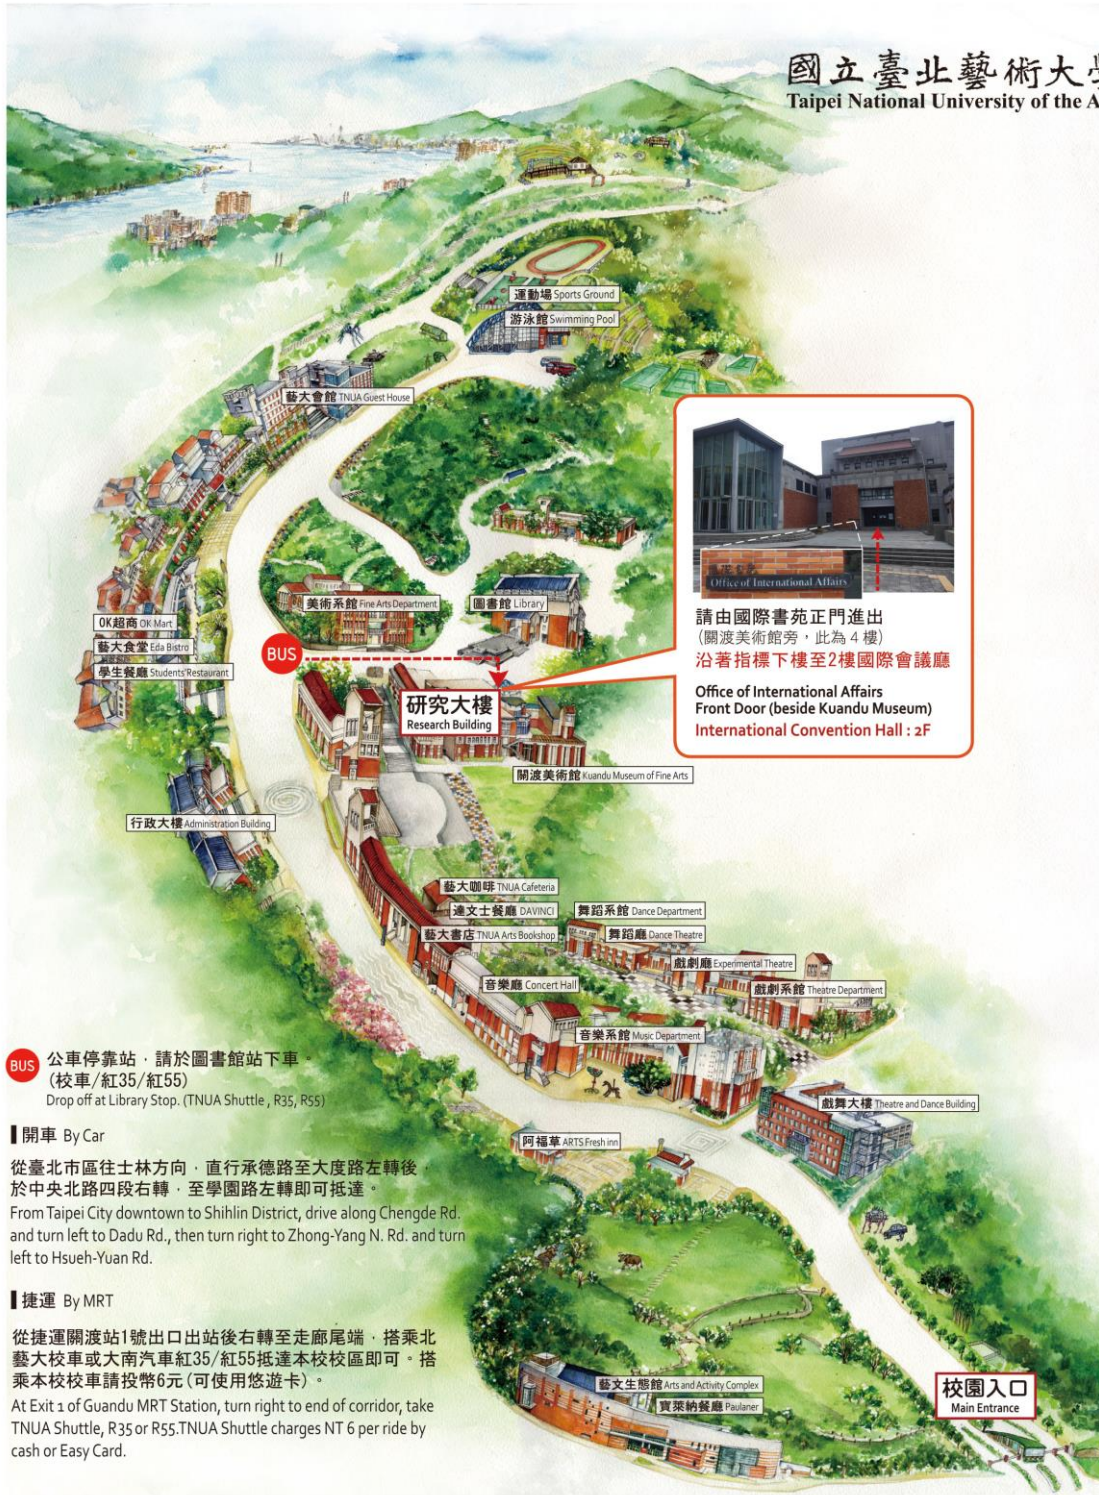 國立臺北藝術大學
Taipei National University of the A
運動場 Sports Ground
游泳館 Swimming Pool
藝大會館 TNUA Guest House
Office of International Affairs
請由國際書苑正門進出
(關渡美術館旁，此為 4 樓)
沿著指標下樓至2樓國際會議廳
Office of International Affairs
Front Door (beside Kuandu Museum)
International Convention Hall : 2F
美術系館 Fine Arts Department
圖書館 Library
OK超商 OK Mart
藝大食堂 Eda Bistro
學生餐廳 Students' Restaurant
BUS
研究大樓
Research Building
關渡美術館 Kuandu Museum of Fine Arts
行政大樓 Administration Building
藝大咖啡 TNUA Cafeteria
達文士餐廳 DAVINCI
藝大書店 TNUA Arts Bookshop
舞蹈系館 Dance Department
舞蹈廳 Dance Theatre
戲劇廳 Experimental Theatre
戲劇系館 Theatre Department
音樂廳 Concert Hall
音樂系館 Music Department
戲舞大樓 Theatre and Dance Building
阿福草 ARTS Fresh inn
BUS 公車停靠站，請於圖書館站下車。
(校車/紅35/紅55)
Drop off at Library Stop. (TNUA Shuttle , R35, R55)
開車 By Car
從臺北市區往士林方向，直行承德路至大度路左轉後，
於中央北路四段右轉，至學園路左轉即可抵達。
From Taipei City downtown to Shihlin District, drive along Chengde Rd.
and turn left to Dadu Rd., then turn right to Zhong-Yang N. Rd. and turn
left to Hsueh-Yuan Rd.
捷運 By MRT
從捷運關渡站1號出口出站後右轉至走廊尾端，搭乘北
藝大校車或大南汽車紅35/紅55抵達本校校區即可。搭
乘本校校車請投幣6元(可使用悠遊卡)。
At Exit 1 of Guandu MRT Station, turn right to end of corridor, take
TNUA Shuttle, R35 or R55.TNUA Shuttle charges NT 6 per ride by
cash or Easy Card.
藝文生態館 Arts and Activity Complex
寶萊納餐廳 Paulaner
校園入口
Main Entrance